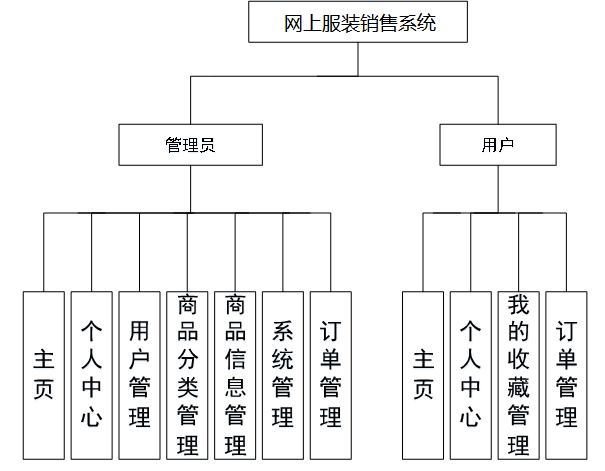 网上服装销售系统
管理员
用户
主页
个人中心
用户管理
商品分类管理
商品信息管理
系统管理
订单管理
主页
个人中心
我的收藏管理
订单管理